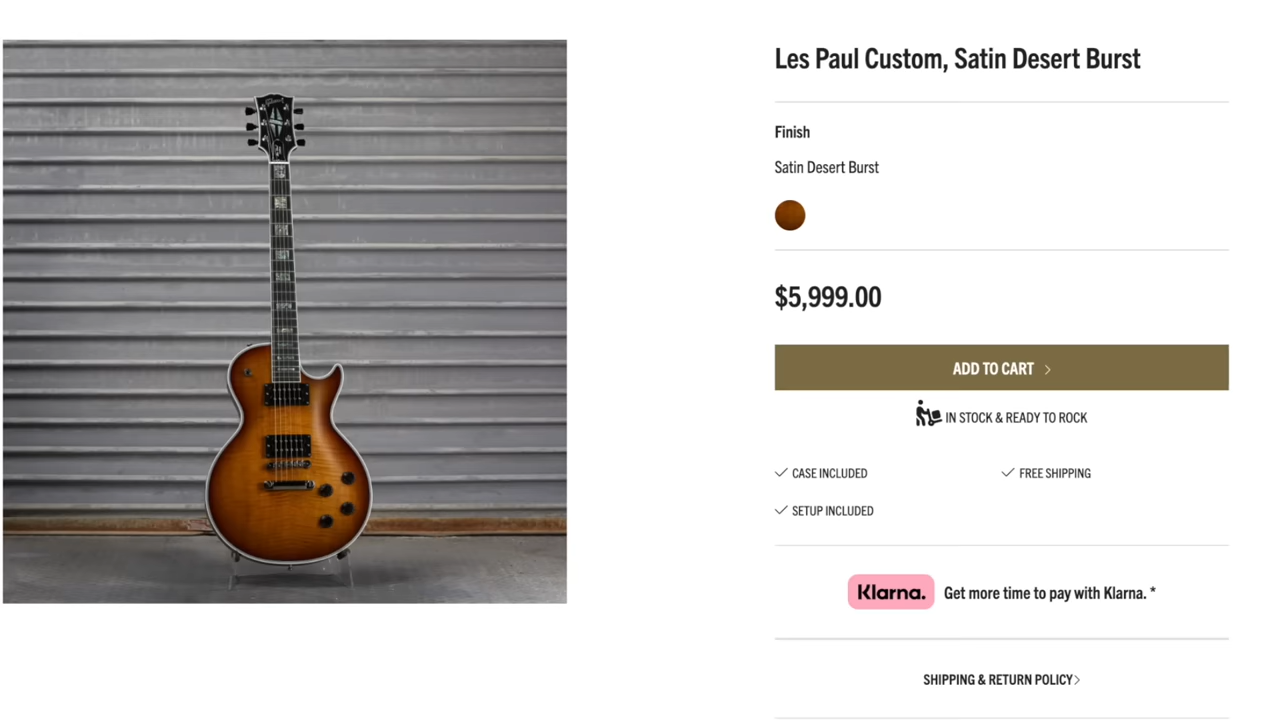 Les Paul Custom, Satin Desert Burst
Finish
Satin Desert Burst
$5,999.00
ADD TO CART
IN STOCK & READY TO ROCK
CASE INCLUDED
FREE SHIPPING
SETUP INCLUDED
Klarna. Get more time to pay with Klarna. *
SHIPPING & RETURN POLICY